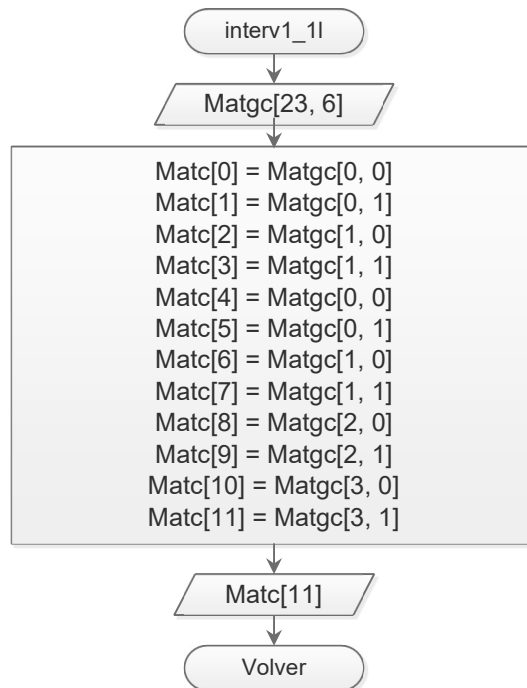 interv1_1l
Matgc[23, 6]
Matc[0] = Matgc[0, 0]
Matc[1] = Matgc[0, 1]
Matc[2] = Matgc[1, 0]
Matc[3] = Matgc[1, 1]
Matc[4] = Matgc[0, 0]
Matc[5] = Matgc[0, 1]
Matc[6] = Matgc[1, 0]
Matc[7] = Matgc[1, 1]
Matc[8] = Matgc[2, 0]
Matc[9] = Matgc[2, 1]
Matc[10] = Matgc[3, 0]
Matc[11] = Matgc[3, 1]
Matc[11]
Volver